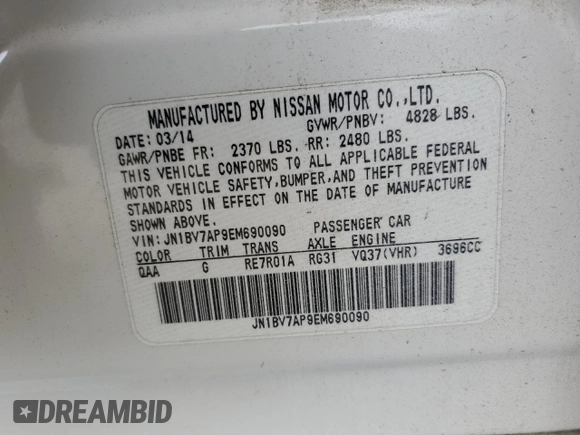 MANUFACTURED BY NISSAN MOTOR CO.,LTD.
DATE: 03/14 GVWR/PNBV: 4828 LBS.
GAWR/PNBE FR: 2370 LBS. RR: 2480 LBS.
THIS VEHICLE CONFORMS TO ALL APPLICABLE FEDERAL
MOTOR VEHICLE SAFETY,BUMPER,AND THEFT PREVENTION
STANDARDS IN EFFECT ON THE DATE OF MANUFACTURE
SHOWN ABOVE.
VIN: JN1BV7AP9EM690090 PASSENGER CAR
COLOR TRIM TRANS AXLE ENGINE
QAA G RE7R01A RG31 VQ37(VHR) 3696CC
JN1BV7AP9EM690090
DREAMBID